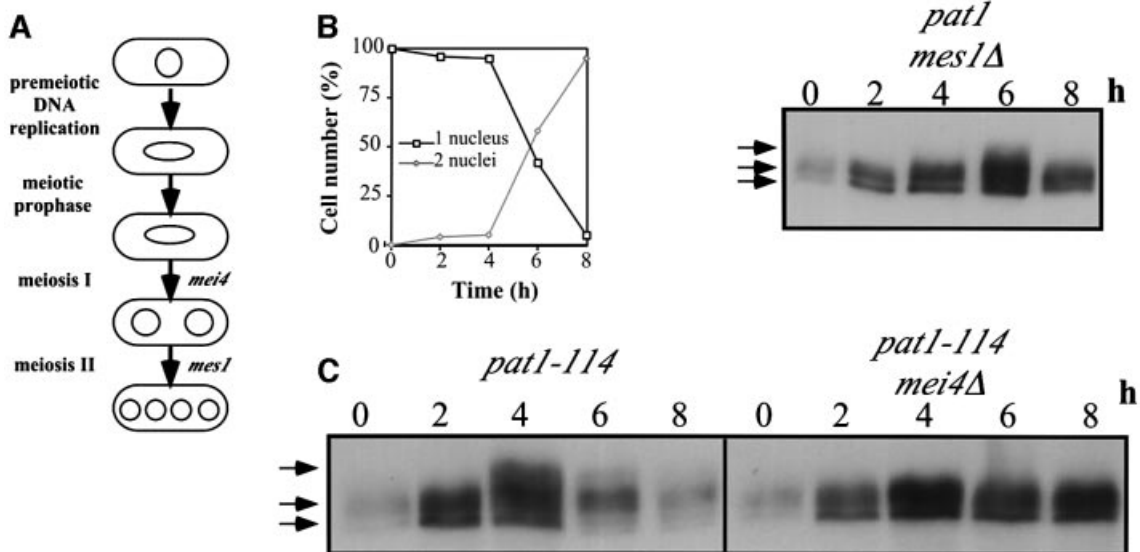 A
premeiotic
DNA
replication
meiotic
prophase
meiosis I
mei4
meiosis II
mes1
B
100
75
50
25
0
Cell number (%)
1 nucleus
2 nuclei
0 2 4 6 8
Time (h)
pat1
mes1Δ
0 2 4 6 8 h
C
pat1-114
0 2 4 6 8
pat1-114
mei4Δ
0 2 4 6 8 h